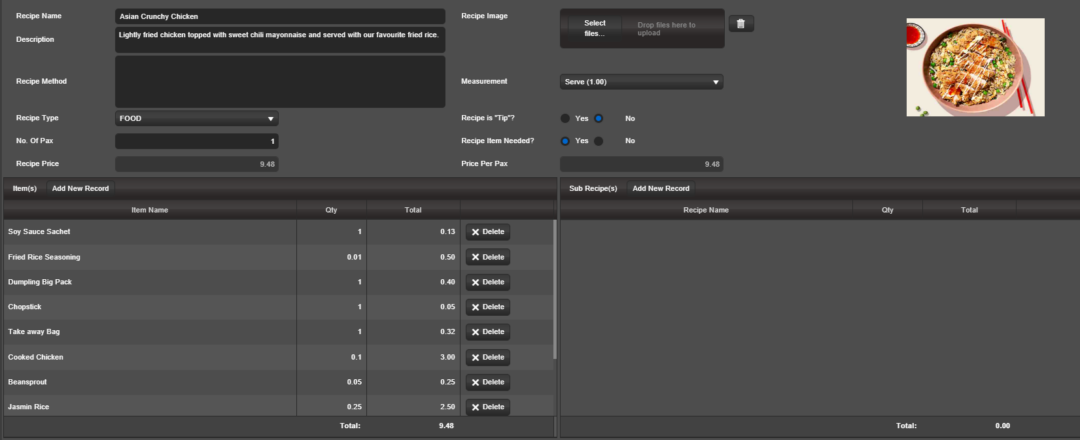 Recipe Name
Asian Crunchy Chicken
Description
Lightly fried chicken topped with sweet chili mayonnaise and served with our favourite fried rice.
Recipe Method
Recipe Type
FOOD
No. Of Pax
1
Recipe Price
9.48
Recipe Image
Select files...
Drop files here to upload
Measurement
Serve (1.00)
Recipe is "Tip"?
Yes No
Recipe Item Needed?
Yes No
Price Per Pax
9.48
Item(s) Add New Record
Item Name Qty Total
Soy Sauce Sachet 1 0.13 Delete
Fried Rice Seasoning 0.01 0.50 Delete
Dumpling Big Pack 1 0.40 Delete
Chopstick 1 0.05 Delete
Take away Bag 1 0.32 Delete
Cooked Chicken 0.1 3.00 Delete
Beansprout 0.05 0.25 Delete
Jasmin Rice 0.25 2.50 Delete
Total: 9.48
Sub Recipe(s) Add New Record
Recipe Name Qty Total
Total: 0.00